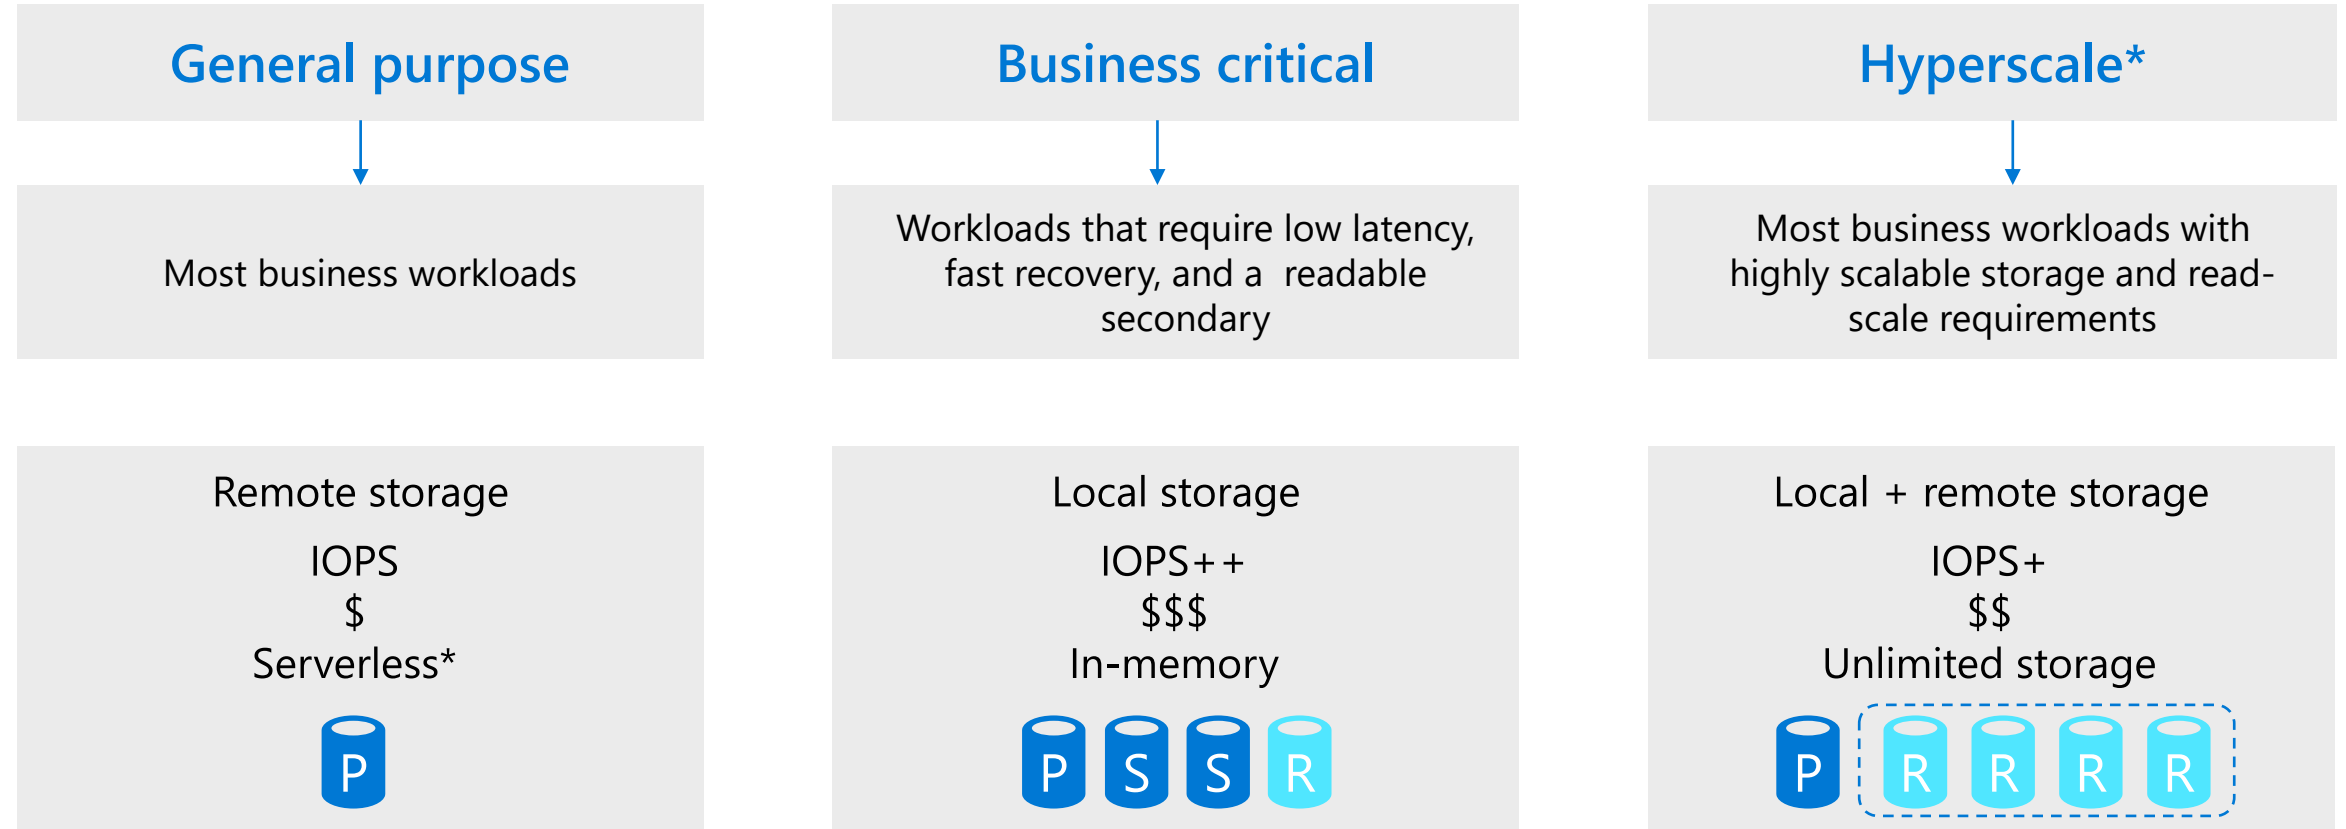 General purpose
Most business workloads
Remote storage
IOPS
$
Serverless*
P
Business critical
Workloads that require low latency,
fast recovery, and a readable
secondary
Local storage
IOPS++
$$$
In-memory
P S S R
Hyperscale*
Most business workloads with
highly scalable storage and read-
scale requirements
Local + remote storage
IOPS+
$$
Unlimited storage
P R R R R